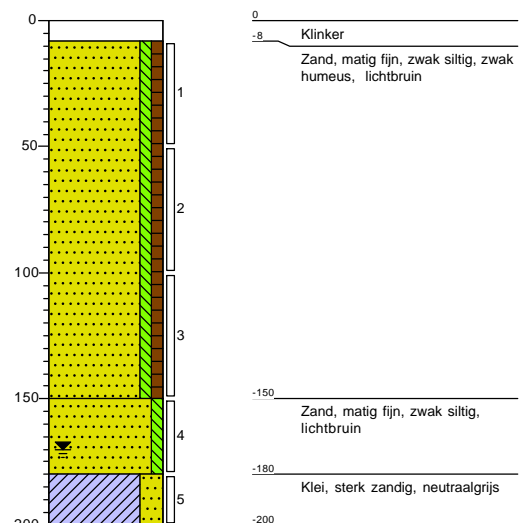 0
50
100
150
200
1
2
3
4
5
0
Klinker
-8
Zand, matig fijn, zwak siltig, zwak
humeus, lichtbruin
-150
Zand, matig fijn, zwak siltig,
lichtbruin
-180
Klei, sterk zandig, neutraalgrijs
-200